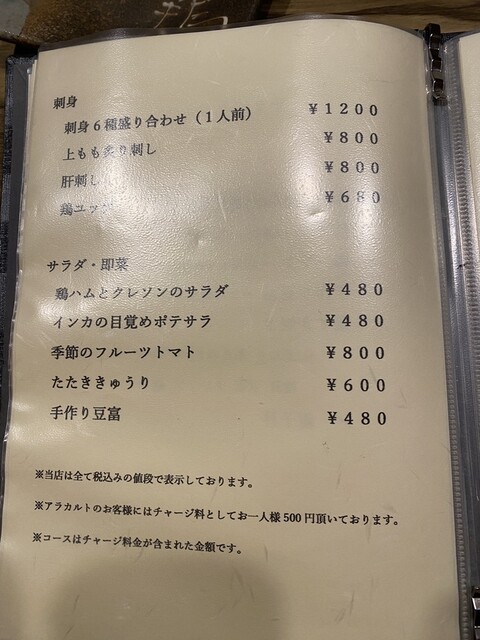 刺身
刺身６種盛り合わせ（１人前） ￥１２００
上もも炙り刺し ￥８００
肝刺し ￥８００
鶏ユッ ￥６８０
サラダ・即菜
鶏ハムとクレソンのサラダ ￥４８０
インカの目覚めポテサラ ￥４８０
季節のフルーツトマト ￥８００
たたききゅうり ￥６００
手作り豆富 ￥４８０
※当店は全て税込みの値段で表示しております。
※アラカルトのお客様にはチャージ料としてお一人様 500 円頂いております。
※コースはチャージ料金が含まれた金額です。